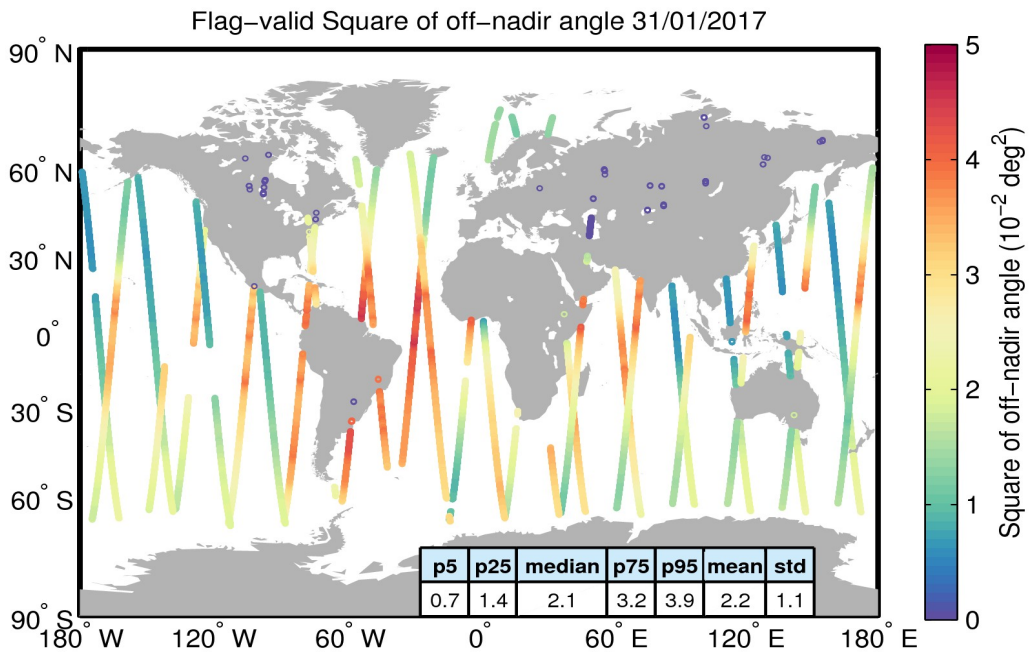 Flag-valid Square of off-nadir angle 31/01/2017
90° N
60° N
30° N
0°
30° S
60° S
90° S
180° W
120° W
60° W
0°
60° E
120° E
180° E
p5 p25 median p75 p95 mean std
0.7 1.4 2.1 3.2 3.9 2.2 1.1
5
4
3
2
1
0
Square of off-nadir angle (10⁻² deg²)